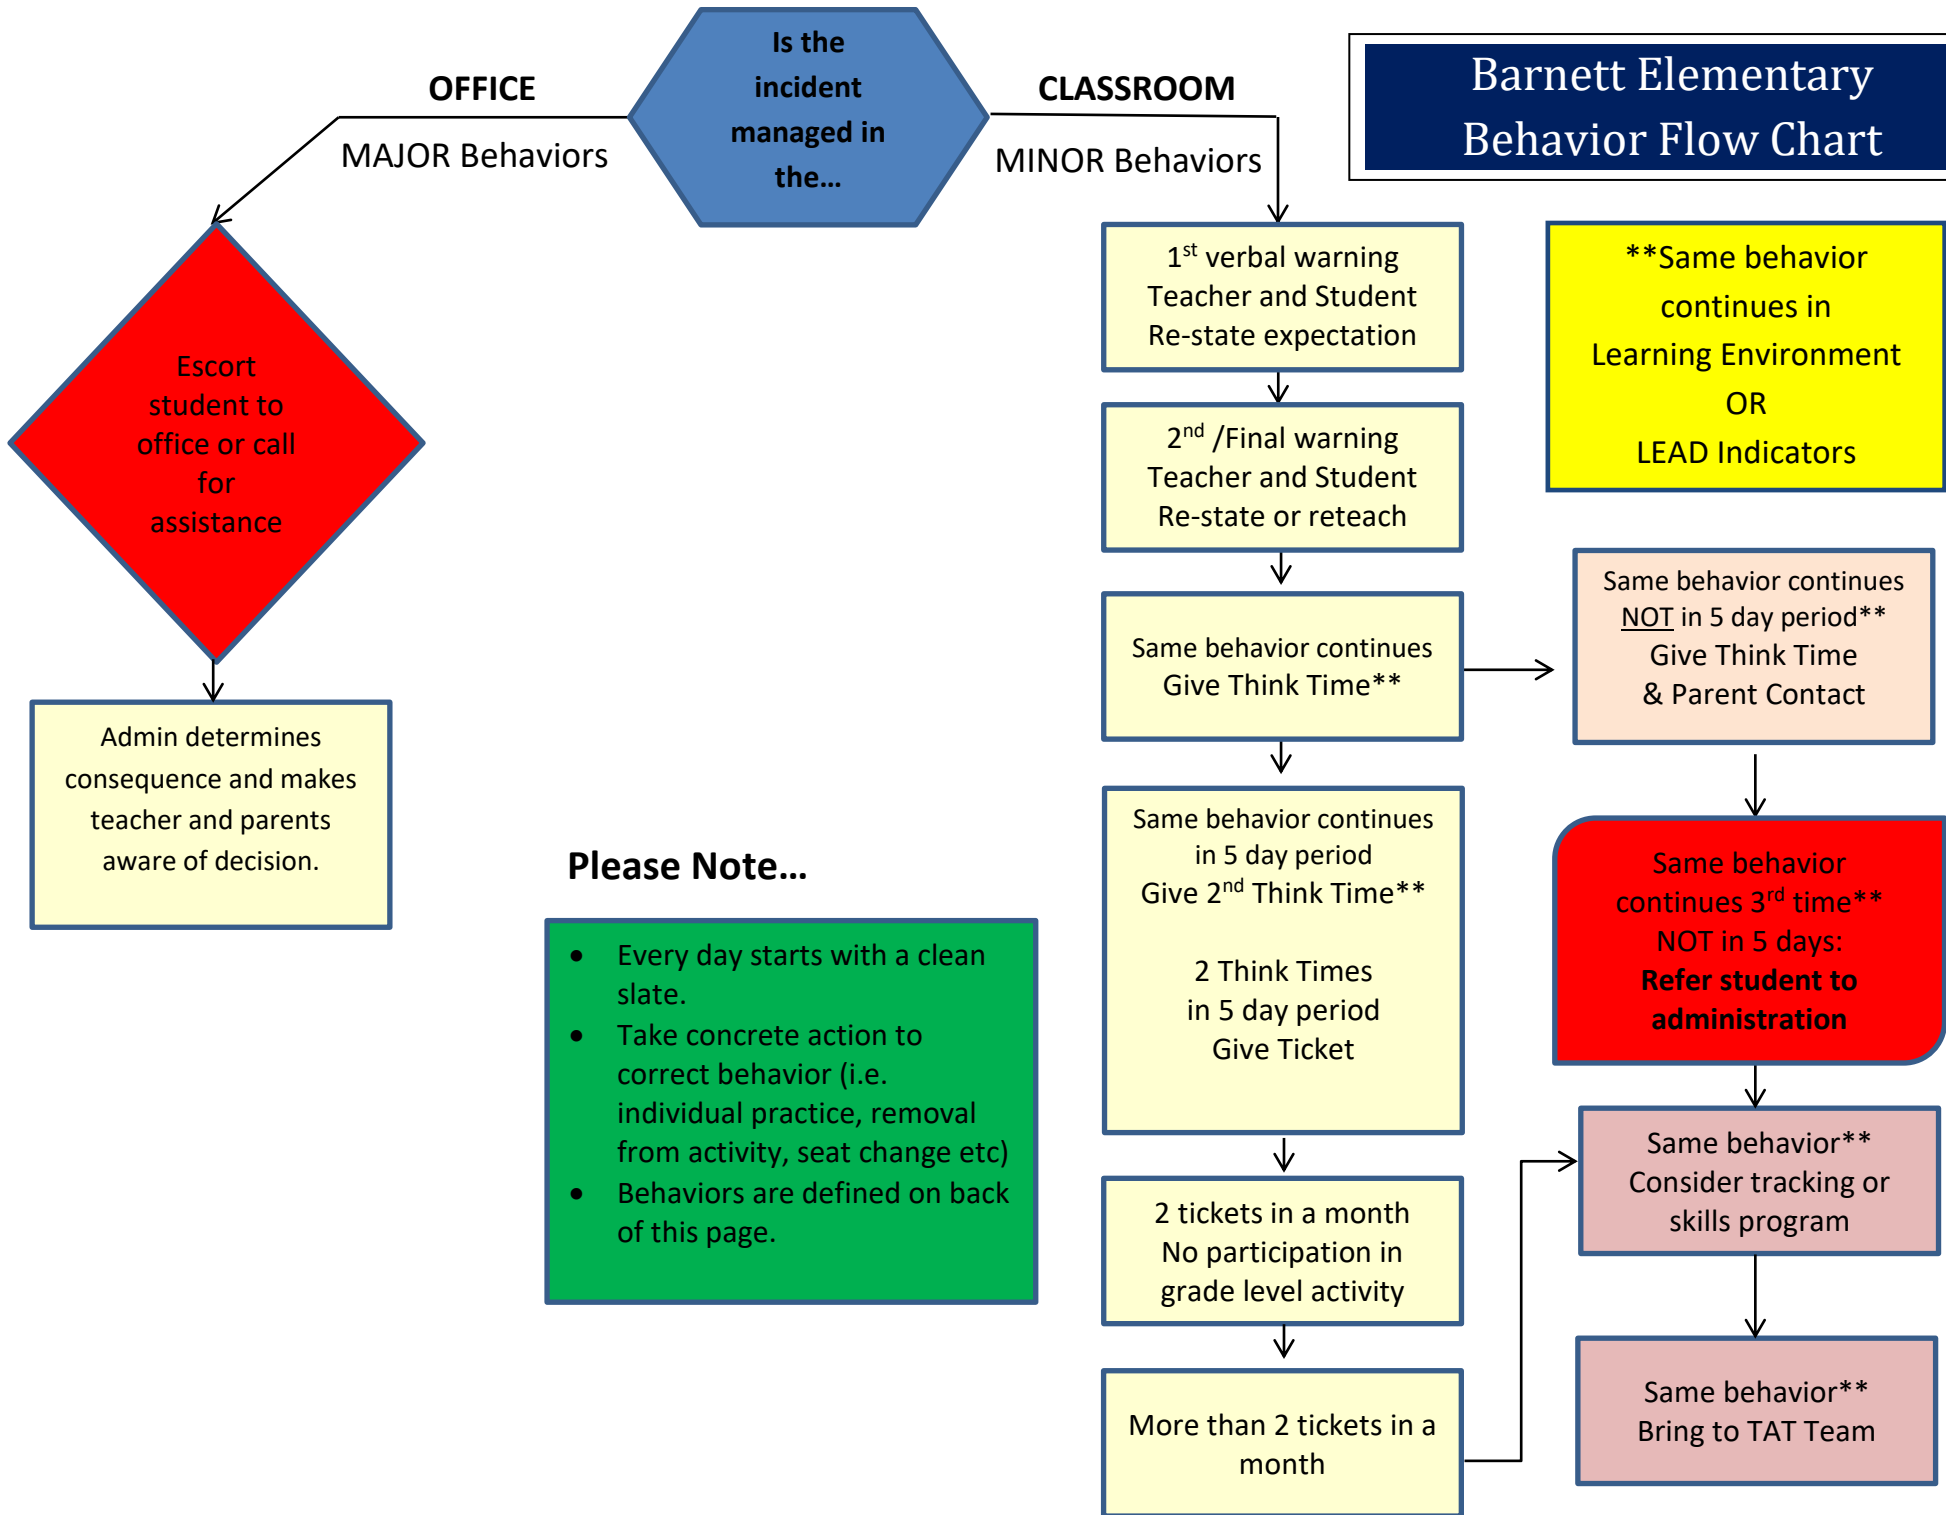 Barnett Elementary
Behavior Flow Chart
Is the
incident
managed in
the...
OFFICE
MAJOR Behaviors
CLASSROOM
MINOR Behaviors
Escort
student to
office or call
for
assistance
Admin determines
consequence and makes
teacher and parents
aware of decision.
1st verbal warning
Teacher and Student
Re-state expectation
2nd /Final warning
Teacher and Student
Re-state or reteach
Same behavior continues
Give Think Time**
Same behavior continues
in 5 day period
Give 2nd Think Time**
2 Think Times
in 5 day period
Give Ticket
2 tickets in a month
No participation in
grade level activity
More than 2 tickets in a
month
**Same behavior
continues in
Learning Environment
OR
LEAD Indicators
Same behavior continues
NOT in 5 day period**
Give Think Time
& Parent Contact
Same behavior
continues 3rd time**
NOT in 5 days:
Refer student to
administration
Same behavior**
Consider tracking or
skills program
Same behavior**
Bring to TAT Team
Please Note...
• Every day starts with a clean
slate.
• Take concrete action to
correct behavior (i.e.
individual practice, removal
from activity, seat change etc)
• Behaviors are defined on back
of this page.